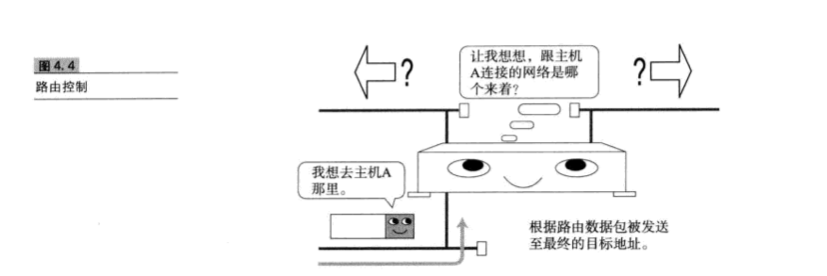 图4.4
路由控制
?
让我想想，跟主机
A连接的网络是哪
个来着？
?
我想去主机A
那里。
根据路由数据包被发送
至最终的目标地址。